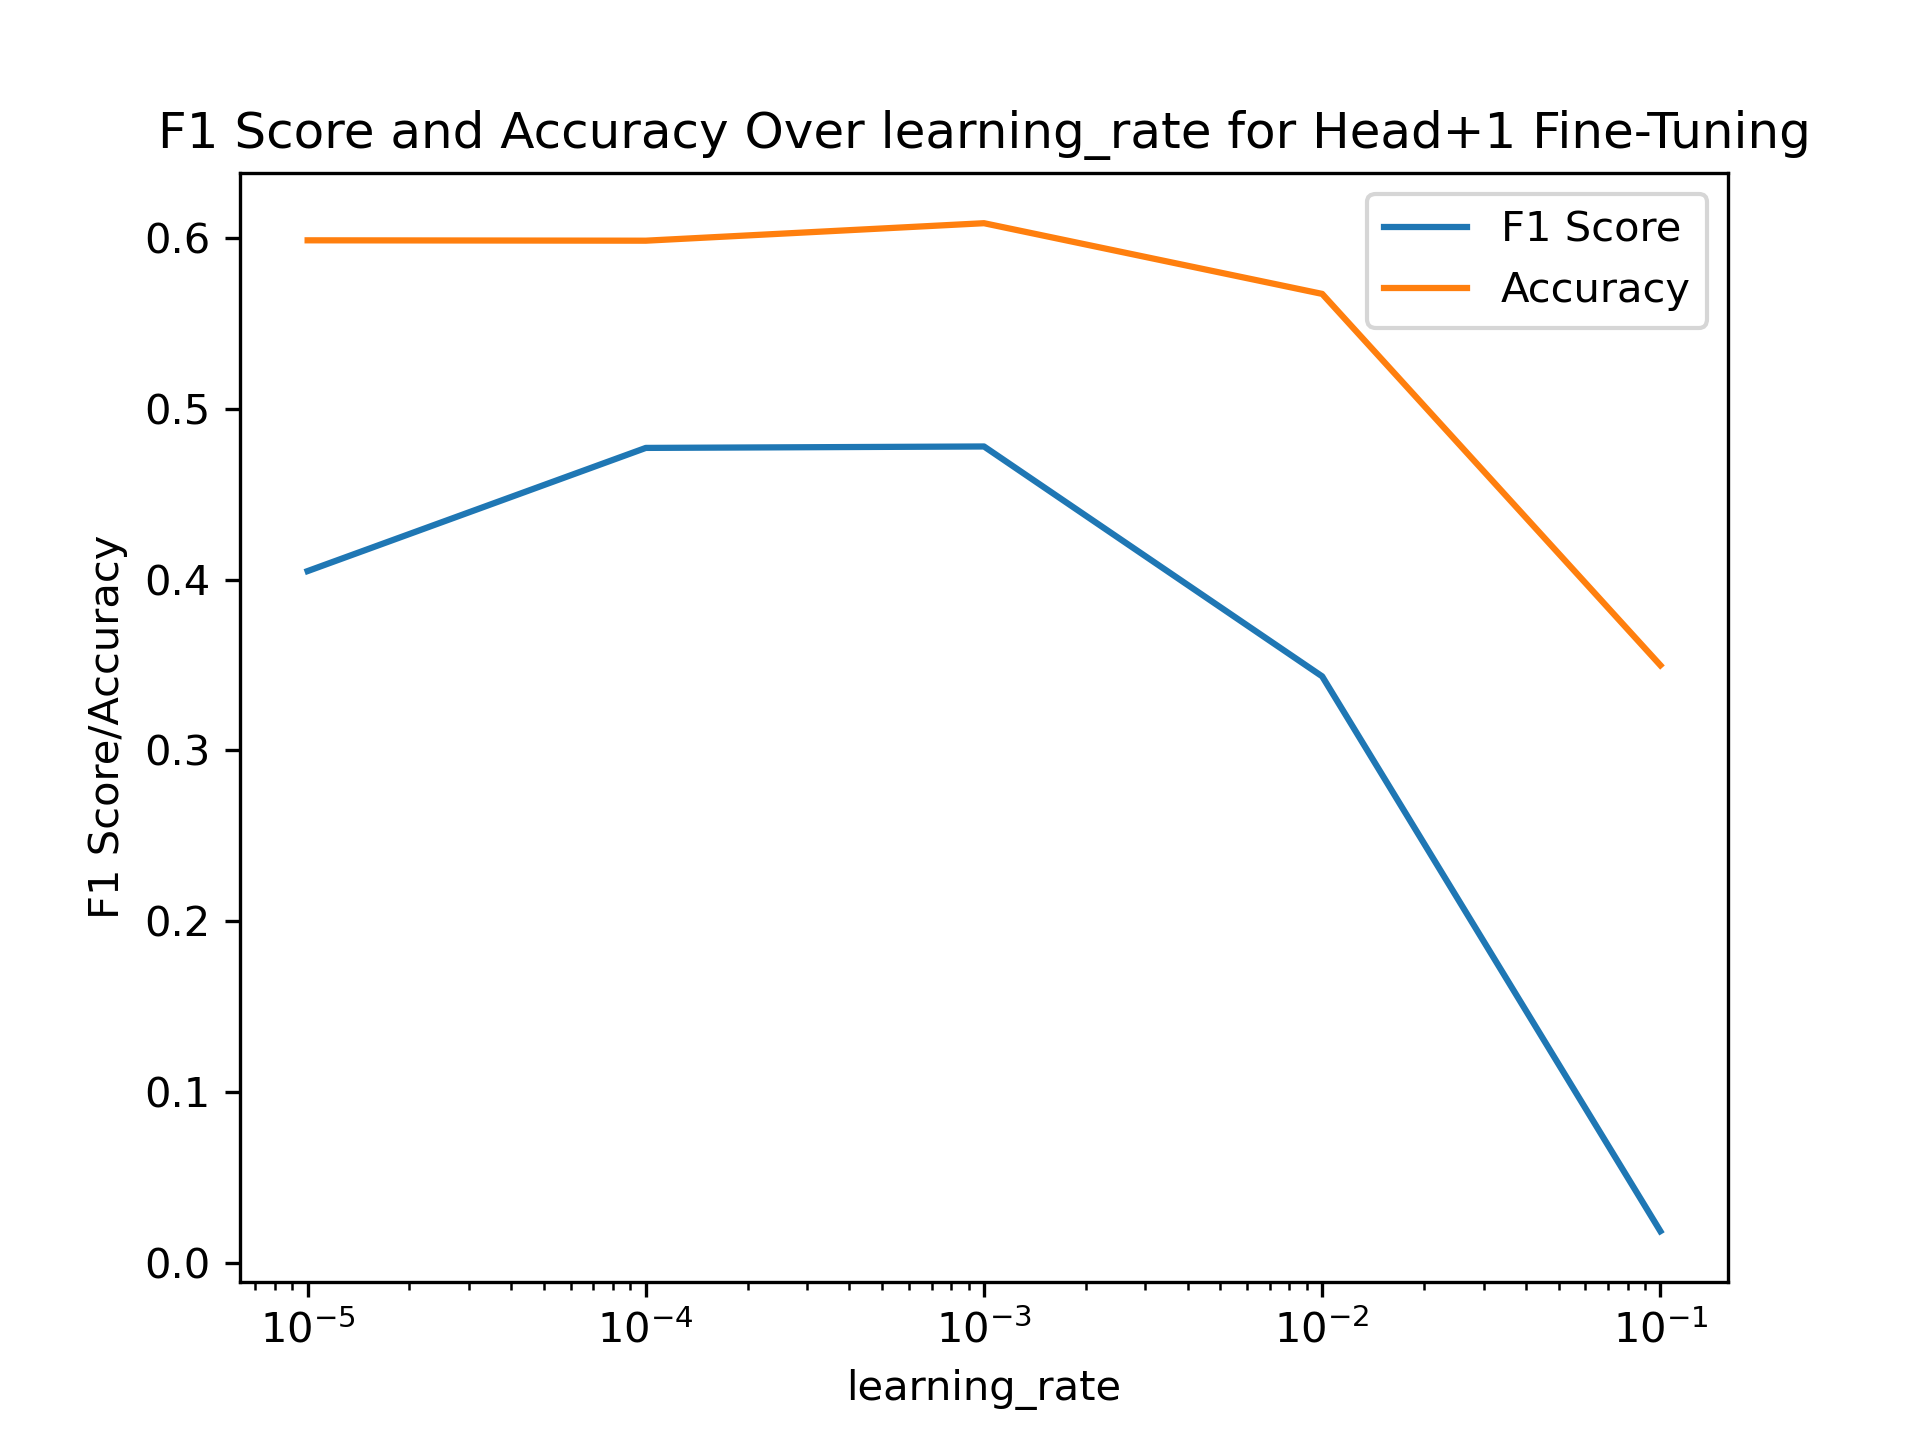 F1 Score and Accuracy Over learning_rate for Head+1 Fine-Tuning
F1 Score
Accuracy
F1 Score/Accuracy
0.6
0.5
0.4
0.3
0.2
0.1
0.0
10⁻⁵ 10⁻⁴ 10⁻³ 10⁻² 10⁻¹
learning_rate